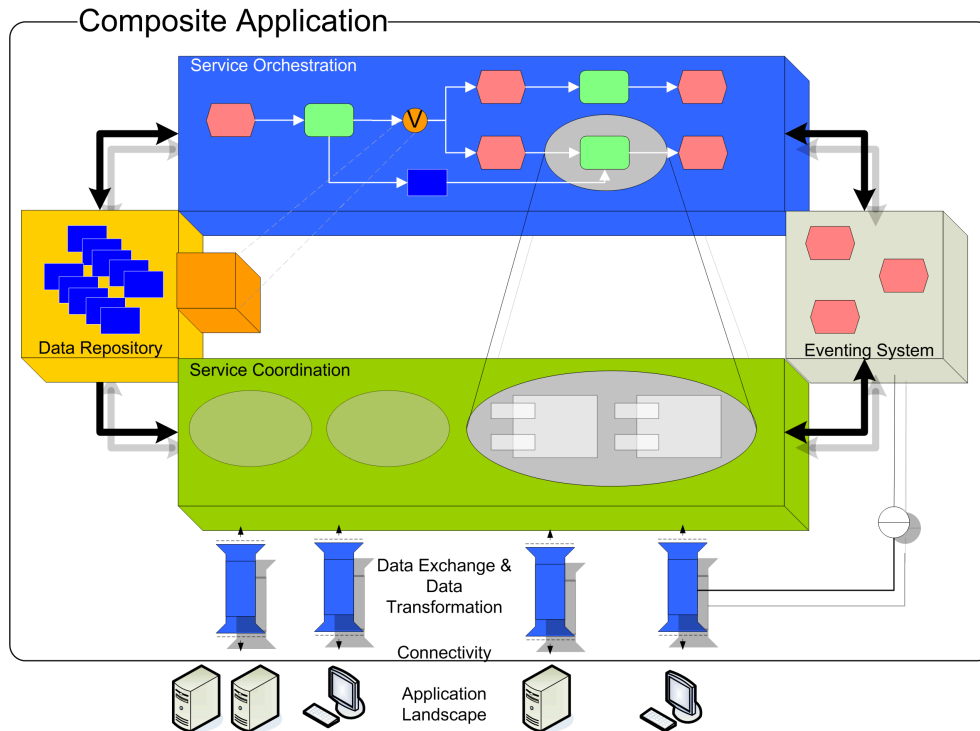 Composite Application
Service Orchestration
V
Data Repository
Eventing System
Service Coordination
Data Exchange &
Data
Transformation
Connectivity
Application
Landscape